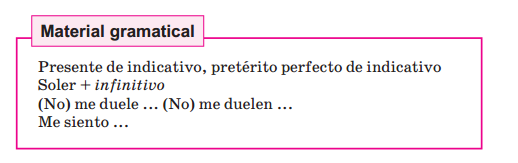 Material gramatical
Presente de indicativo, pretérito perfecto de indicativo
Soler + infinitivo
(No) me duele ... (No) me duelen ...
Me siento ...